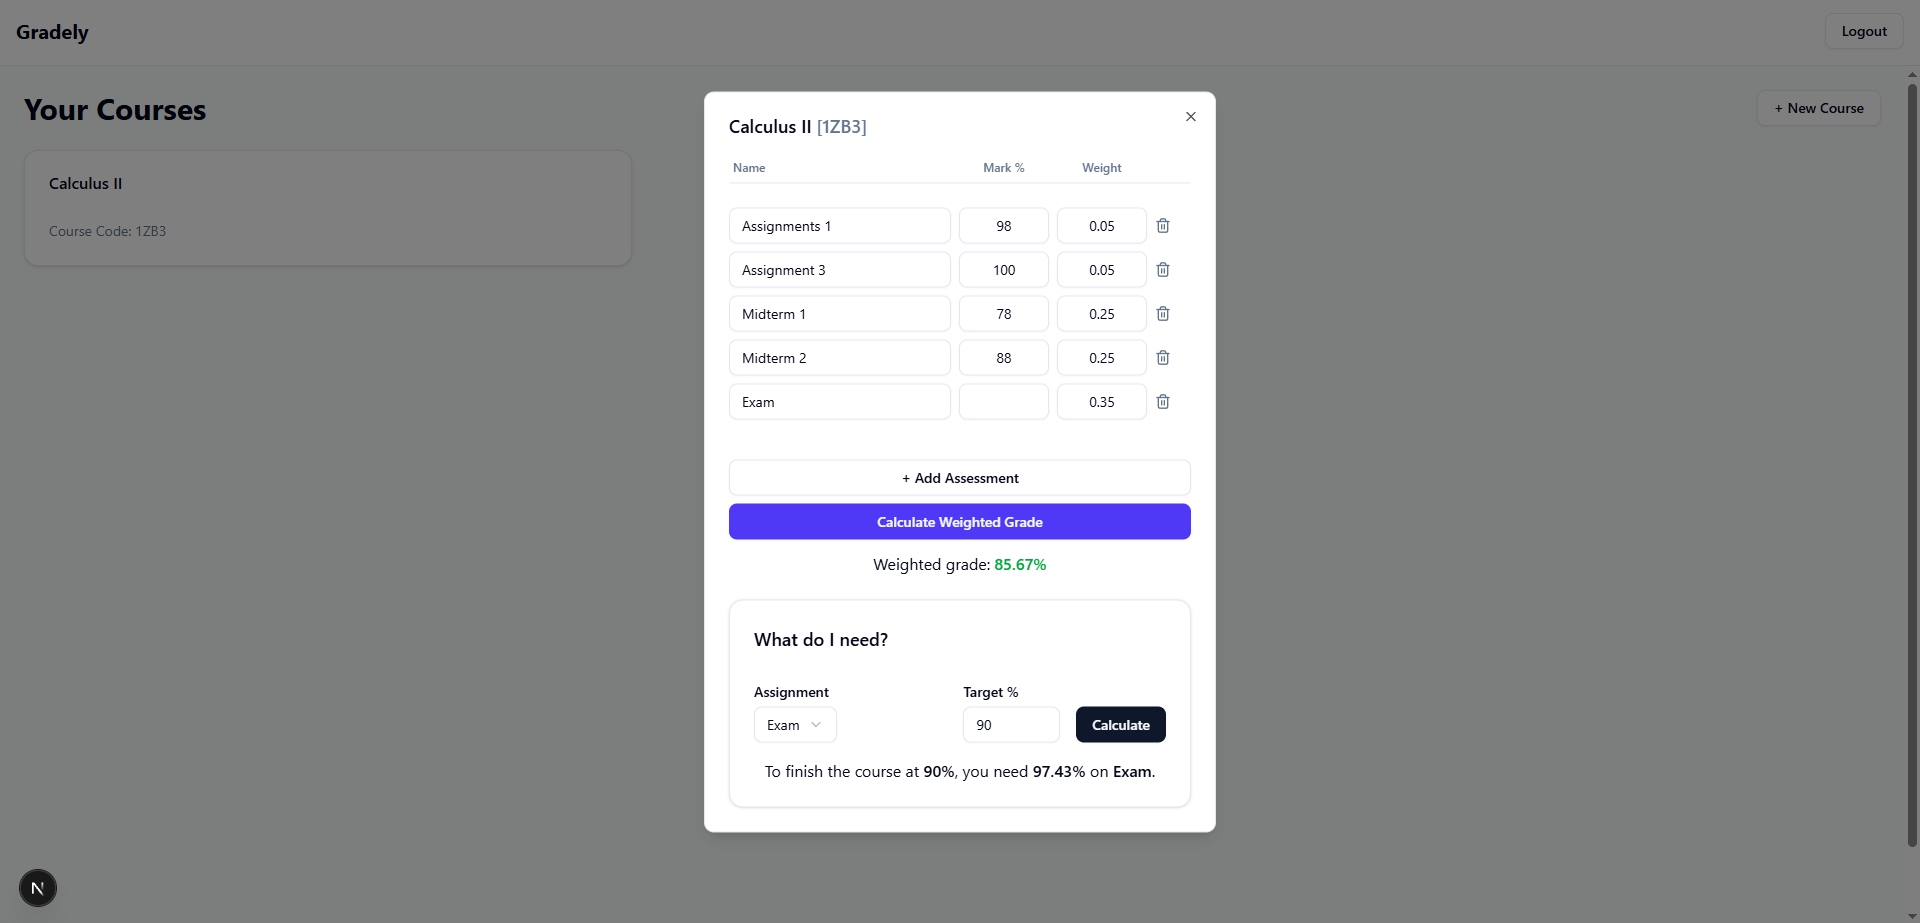 Gradely
Logout
Your Courses
+ New Course
Calculus II
Course Code: 1ZB3
Calculus II [1ZB3]
Name Mark % Weight
Assignments 1 98 0.05
Assignment 3 100 0.05
Midterm 1 78 0.25
Midterm 2 88 0.25
Exam 0.35
+ Add Assessment
Calculate Weighted Grade
Weighted grade: 85.67%
What do I need?
Assignment Target %
Exam 90 Calculate
To finish the course at 90%, you need 97.43% on Exam.
N